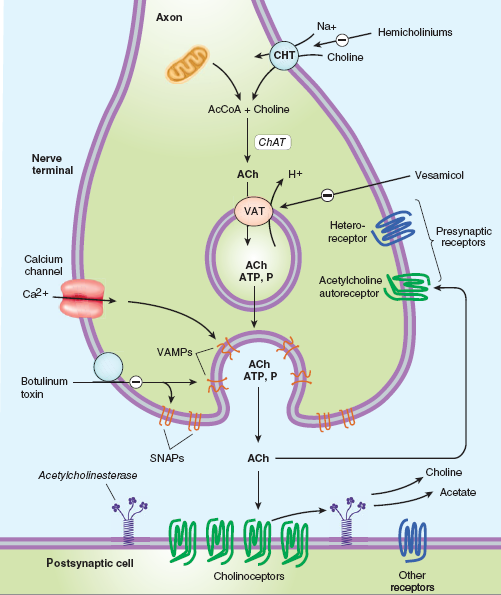 Axon
Na+
Hemicholiniums
CHT
Choline
AcCoA + Choline
ChAT
Nerve
terminal
ACh
H+
Vesamicol
VAT
Hetero-
receptor
Presynaptic
receptors
Calcium
channel
ACh
ATP, P
Acetylcholine
autoreceptor
Ca2+
VAMPs
ACh
ATP, P
Botulinum
toxin
SNAPs
ACh
Acetylcholinesterase
Choline
Acetate
Postsynaptic cell
Cholinoceptors
Other
receptors